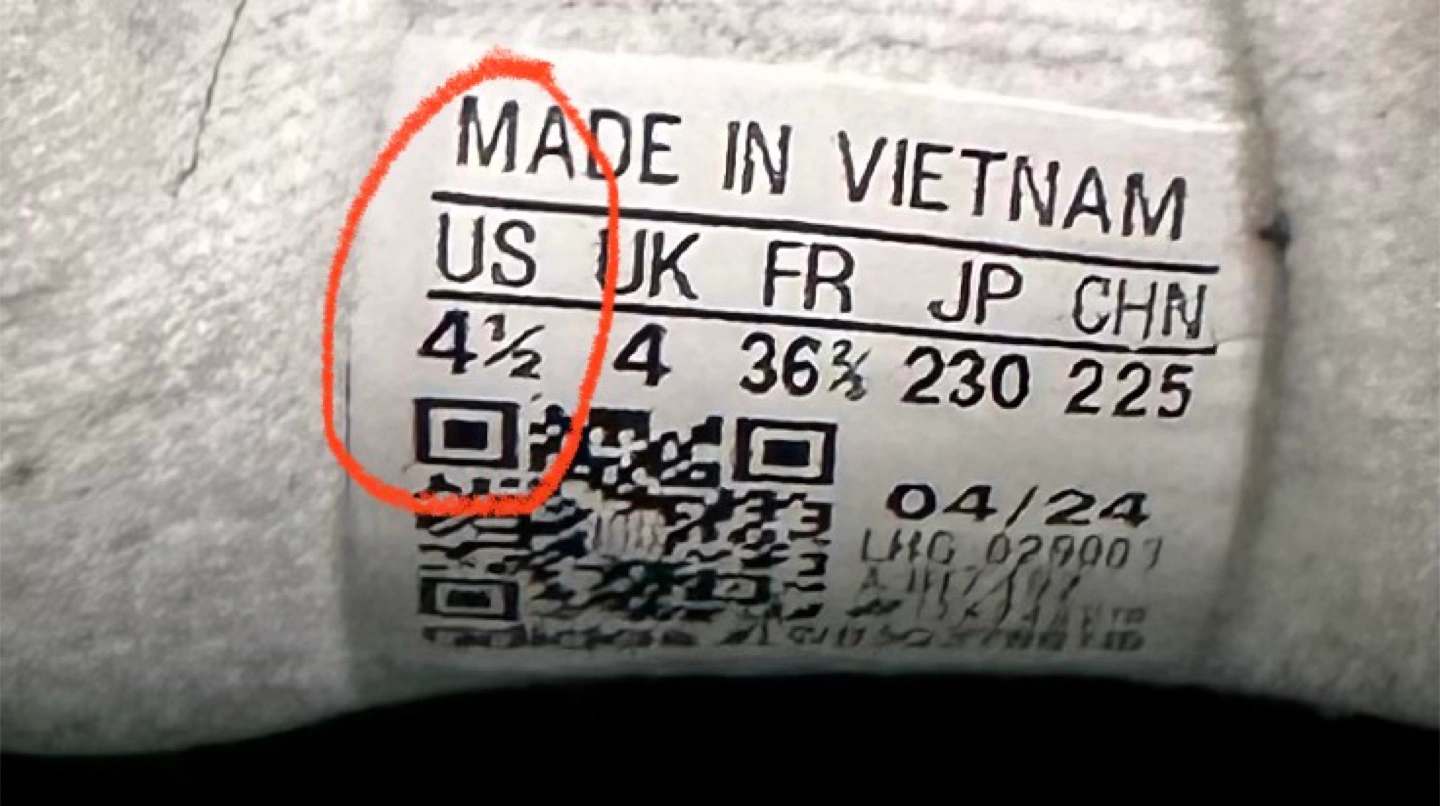 MADE IN VIETNAM
US UK FR JP CHN
4½ 4 36⅔ 230 225
04/24